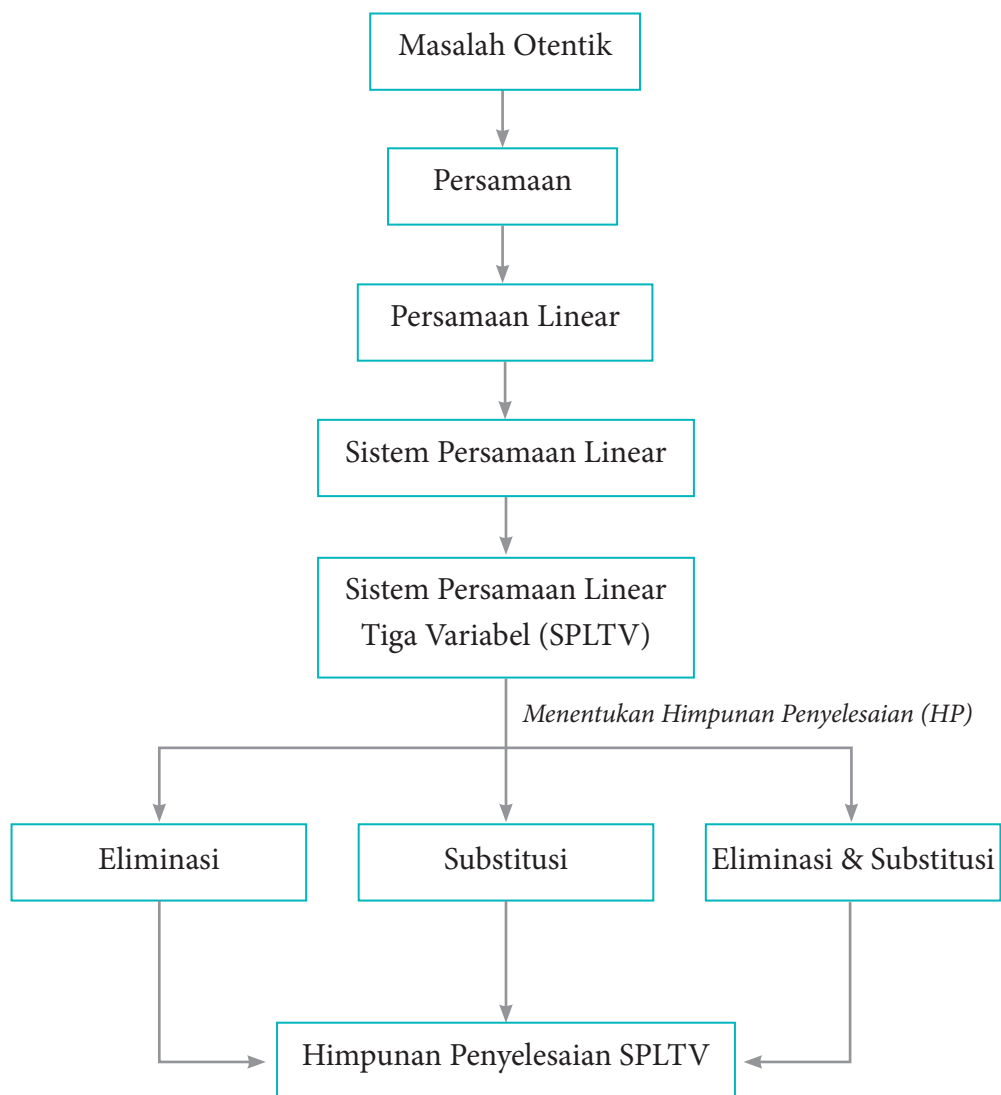 Masalah Otentik
Persamaan
Persamaan Linear
Sistem Persamaan Linear
Sistem Persamaan Linear
Tiga Variabel (SPLTV)
Menentukan Himpunan Penyelesaian (HP)
Eliminasi
Substitusi
Eliminasi & Substitusi
Himpunan Penyelesaian SPLTV